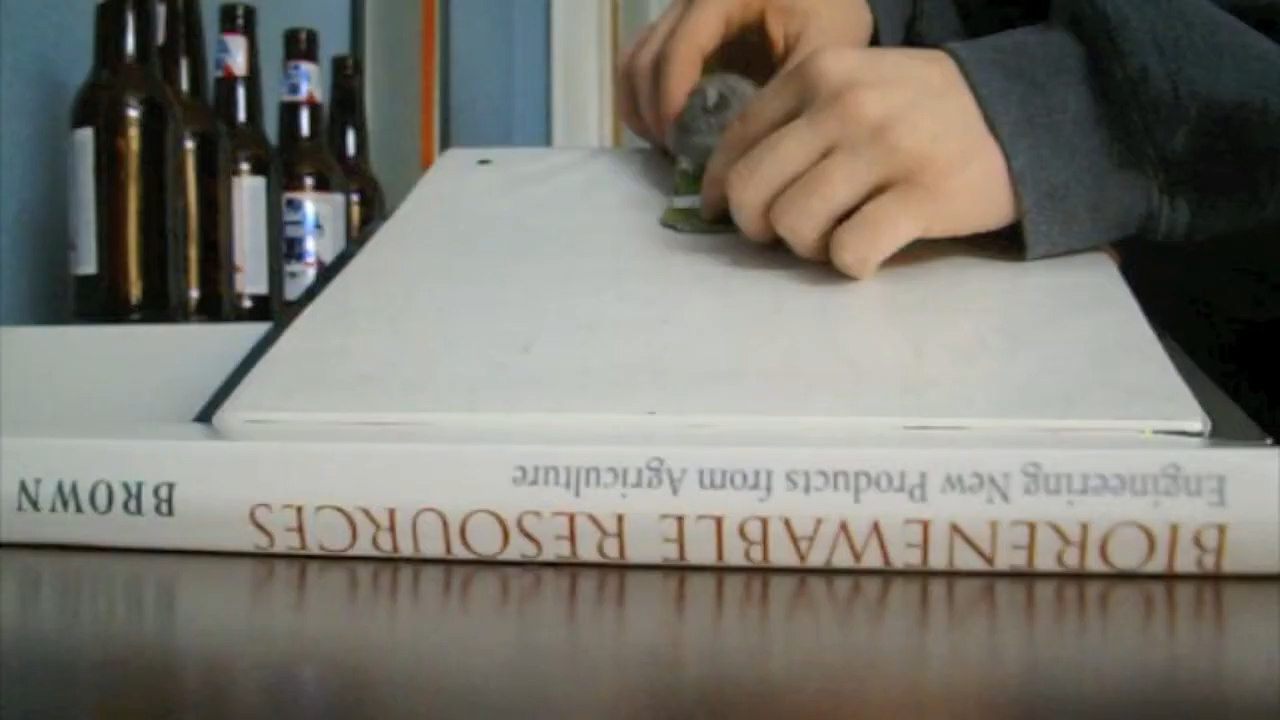 BIORENEWABLE RESOURCES
Engineering New Products from Agriculture
BROWN